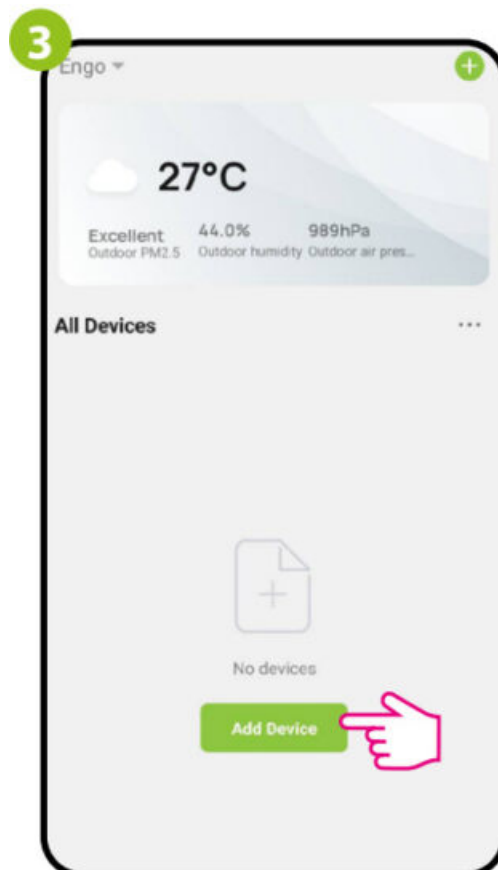 3
Engo
27°C
Excellent 44.0% 989hPa
Outdoor PM2.5 Outdoor humidity Outdoor air pres...
All Devices
No devices
Add Device